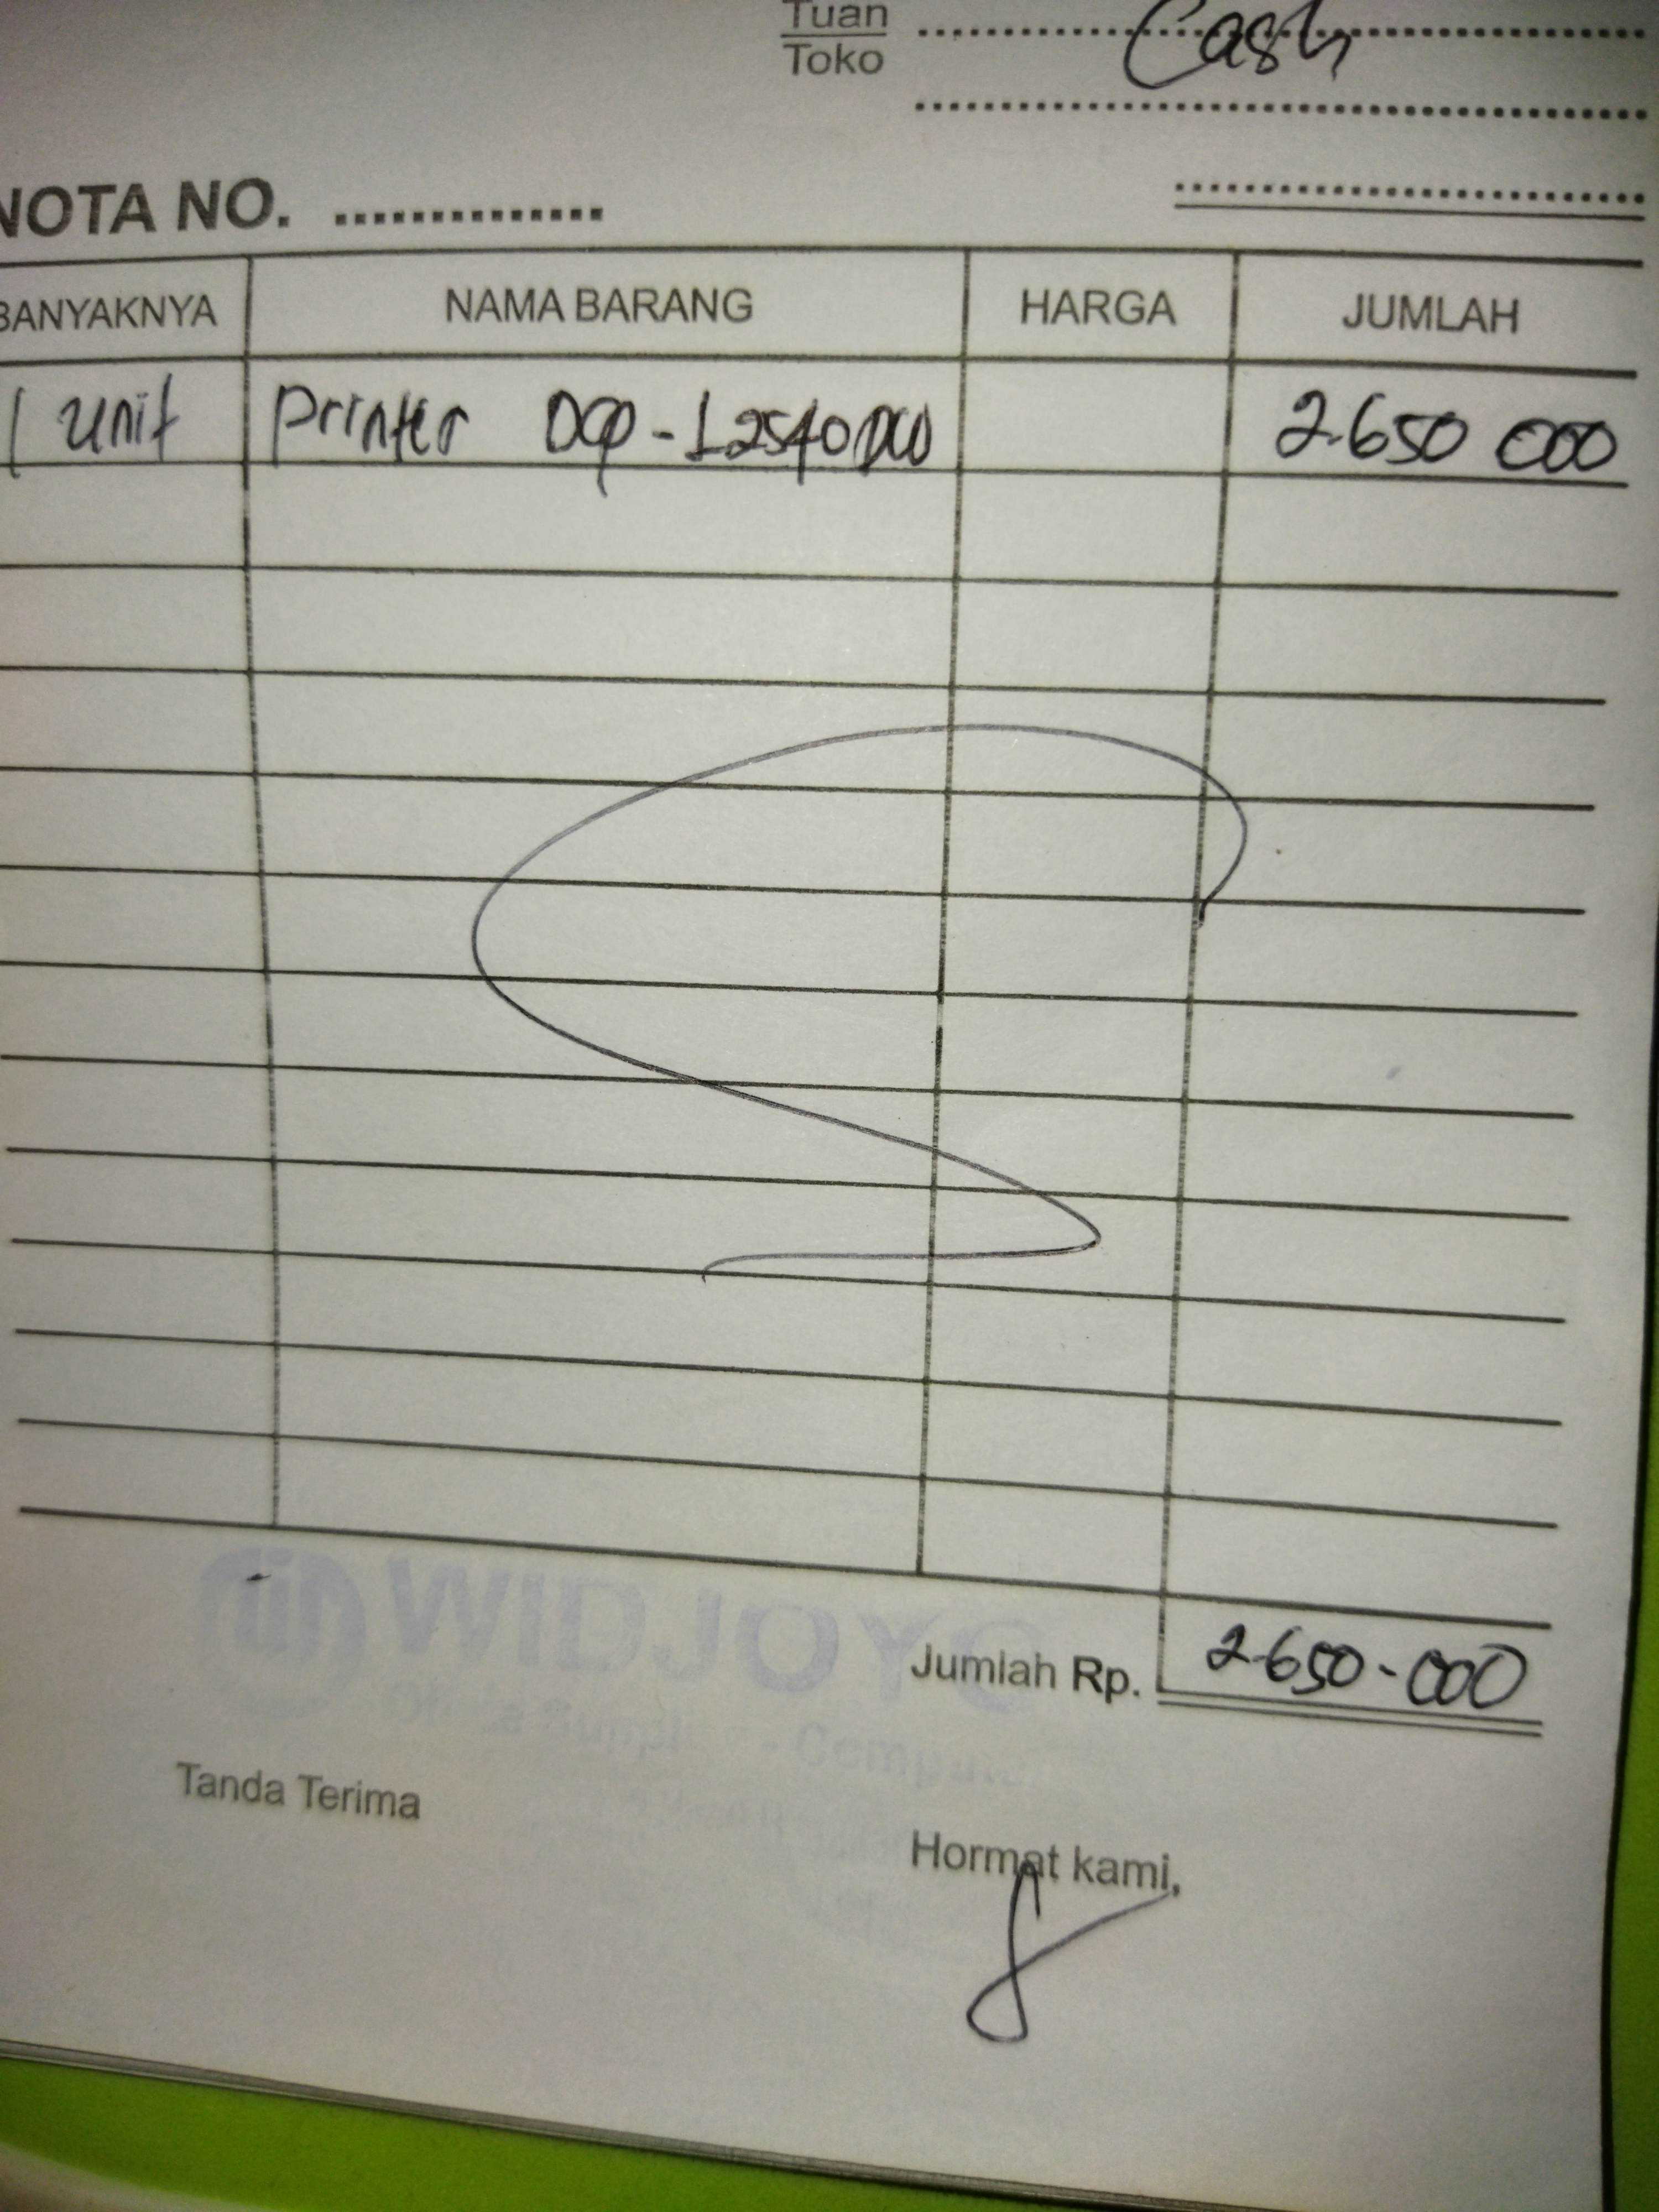 Tuan
Toko
Cash
NOTA NO. ..............
BANYAKNYA NAMA BARANG HARGA JUMLAH
1 unit Printer DCP-L2540DW 2.650 000
WIDJOYO
Jumlah Rp. 2.650.000
Tanda Terima
Hormat kami,